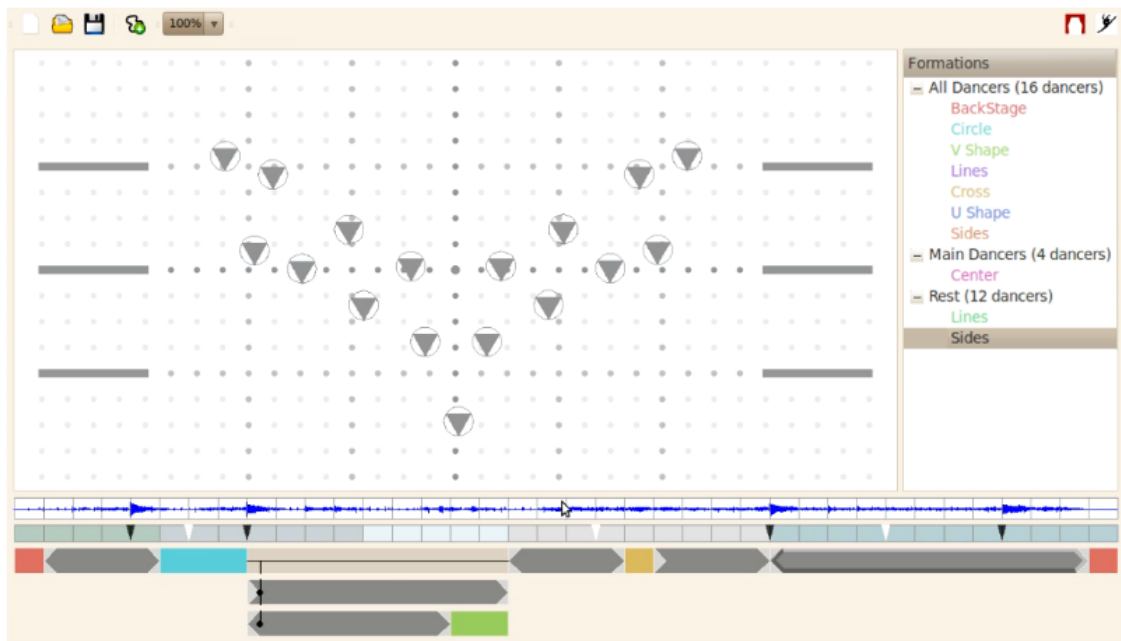 100%
Formations
All Dancers (16 dancers)
BackStage
Circle
V Shape
Lines
Cross
U Shape
Sides
Main Dancers (4 dancers)
Center
Rest (12 dancers)
Lines
Sides